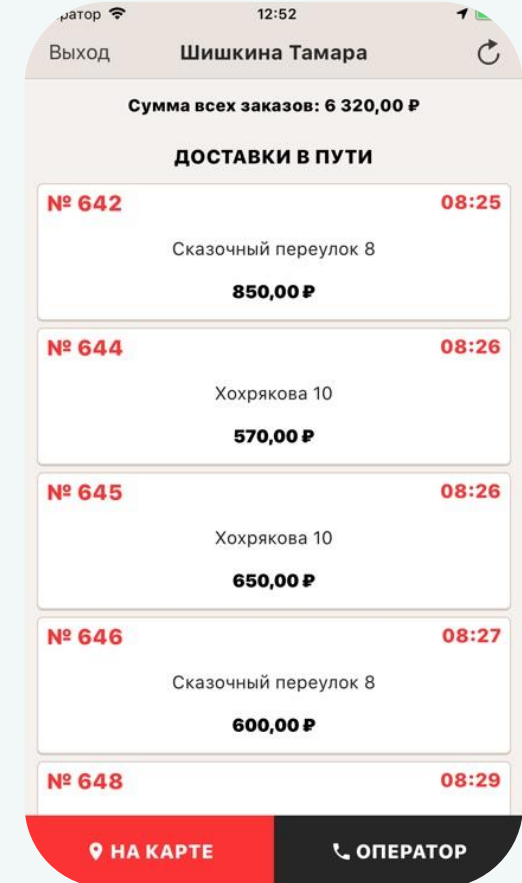 12:52
Выход Шишкина Тамара
Сумма всех заказов: 6 320,00 ₽
ДОСТАВКИ В ПУТИ
№ 642 08:25
Сказочный переулок 8
850,00 ₽
№ 644 08:26
Хохрякова 10
570,00 ₽
№ 645 08:26
Хохрякова 10
650,00 ₽
№ 646 08:27
Сказочный переулок 8
600,00 ₽
№ 648 08:29
НА КАРТЕ ОПЕРАТОР